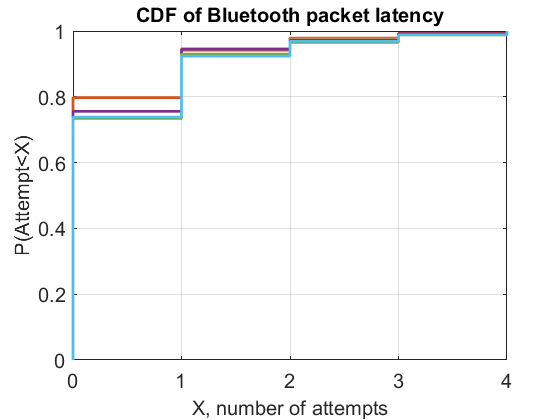 CDF of Bluetooth packet latency
P(Attempt<X)
1
0.8
0.6
0.4
0.2
0
0 1 2 3 4
X, number of attempts